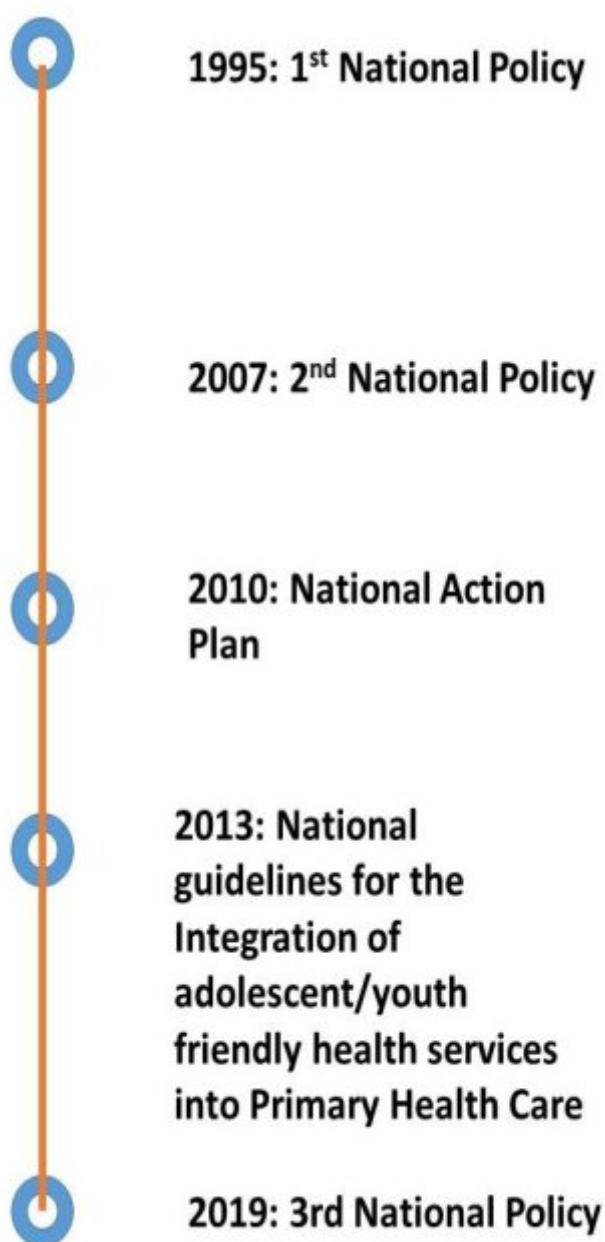 1995: 1st National Policy
2007: 2nd National Policy
2010: National Action
Plan
2013: National
guidelines for the
Integration of
adolescent/youth
friendly health services
into Primary Health Care
2019: 3rd National Policy